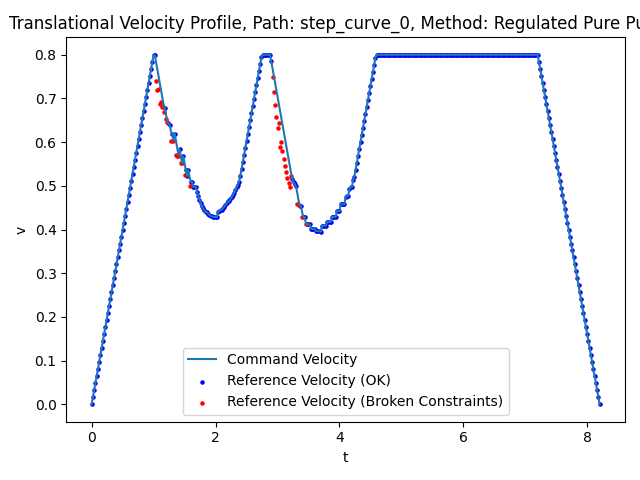 Translational Velocity Profile, Path: step_curve_0, Method: Regulated Pure
0.8
0.7
0.6
0.5
0.4
0.3
0.2
0.1
0.0
v
Command Velocity
Reference Velocity (OK)
Reference Velocity (Broken Constraints)
0 2 4 6 8
t